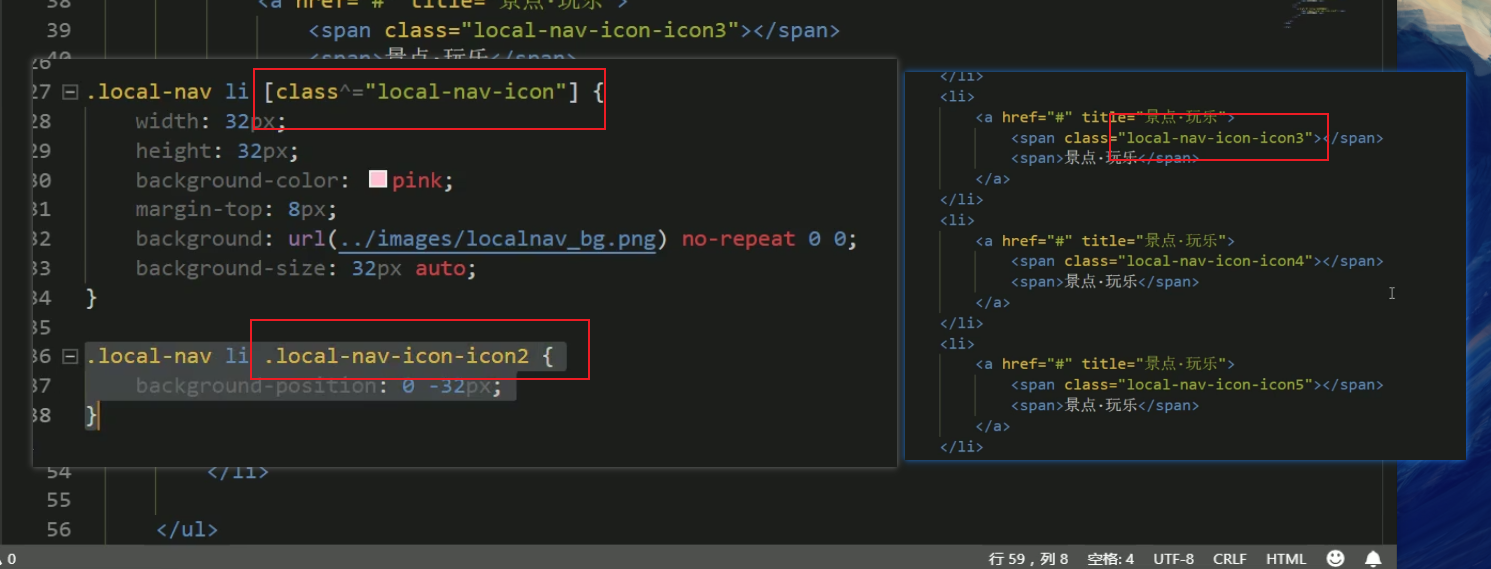 38 <a href="#" title="景点·玩乐">
39 <span class="local-nav-icon-icon3"></span>
40 <span>景点·玩乐</span>
26
27 .local-nav li [class^="local-nav-icon"] {
28 width: 32px;
29 height: 32px;
30 background-color: pink;
31 margin-top: 8px;
32 background: url(../images/localnav_bg.png) no-repeat 0 0;
33 background-size: 32px auto;
34 }
35
36 .local-nav li .local-nav-icon-icon2 {
37 background-position: 0 -32px;
38 }
</li>
<li>
<a href="#" title="景点·玩乐">
<span class="local-nav-icon-icon3"></span>
<span>景点·玩乐</span>
</a>
</li>
<li>
<a href="#" title="景点·玩乐">
<span class="local-nav-icon-icon4"></span>
<span>景点·玩乐</span>
</a>
</li>
<li>
<a href="#" title="景点·玩乐">
<span class="local-nav-icon-icon5"></span>
<span>景点·玩乐</span>
</a>
</li>
54 </li>
55
56 </ul>
0 行 59，列 8 空格: 4 UTF-8 CRLF HTML